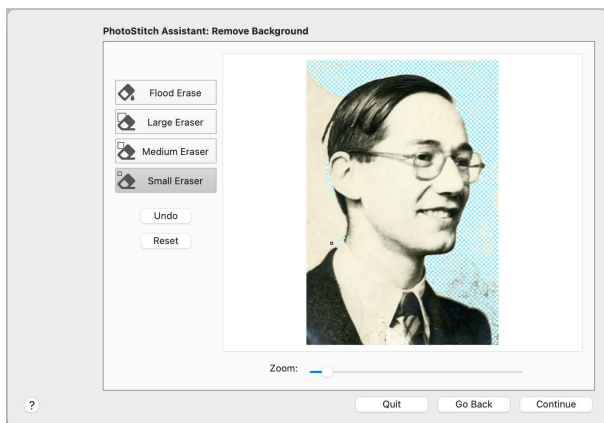 PhotoStitch Assistant: Remove Background
Flood Erase
Large Eraser
Medium Eraser
Small Eraser
Undo
Reset
Zoom:
?
Quit
Go Back
Continue